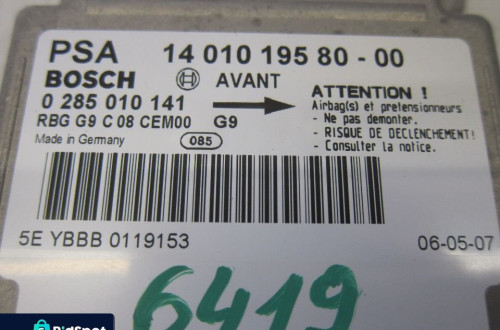 PSA 14 010 195 80 - 00
BOSCH AVANT
0 285 010 141
RBG G9 C 08 CEM00 G9
Made in Germany 085
ATTENTION !
Airbag(s) et pretensionneurs
- Ne pas demonter.
- RISQUE DE DECLENCHEMENT!
- Consulter la notice.
5E YBBB 0119153 06-05-07
6419
BidSpot